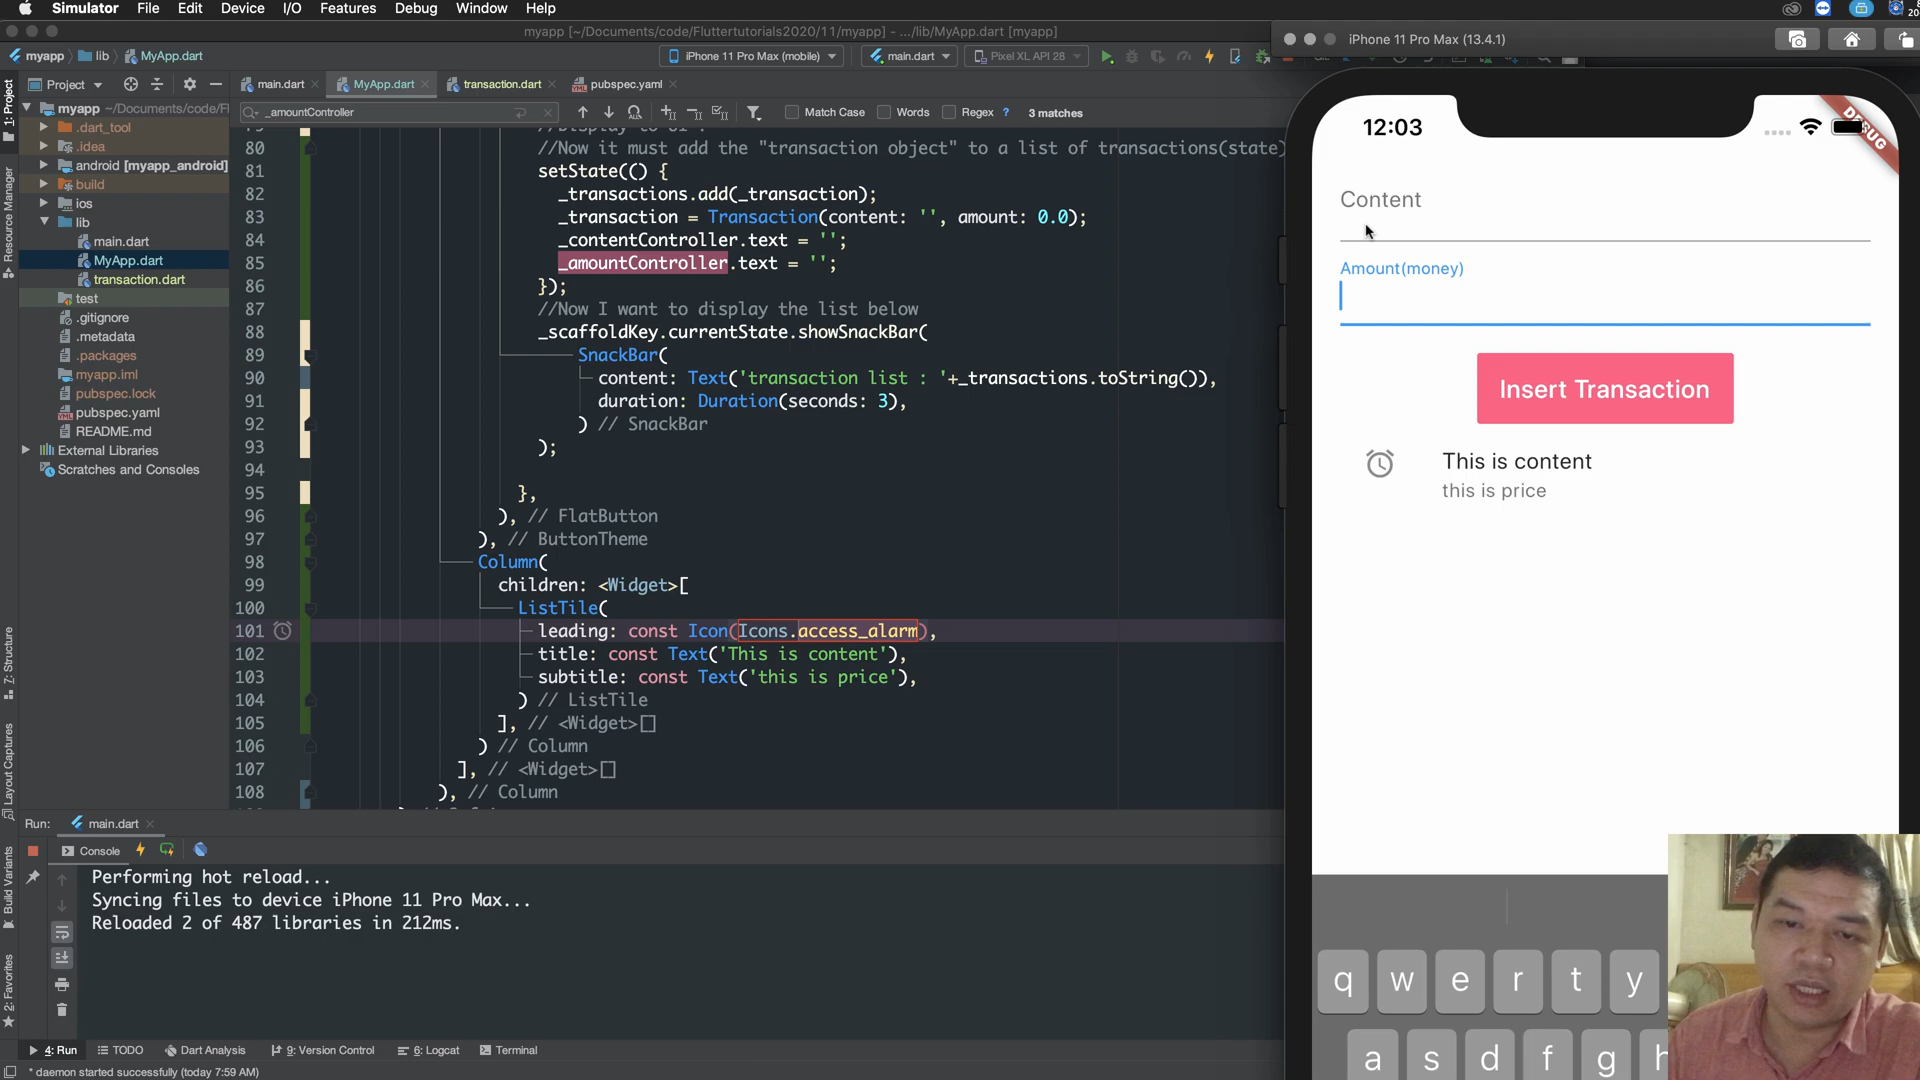 Simulator File Edit Device I/O Features Debug Window Help
myapp [~/Documents/code/Fluttertutorials2020/11/myapp] - .../lib/MyApp.dart [myapp]
iPhone 11 Pro Max (13.4.1)
myapp lib MyApp.dart
iPhone 11 Pro Max (mobile) main.dart Pixel XL API 28
Project
main.dart MyApp.dart transaction.dart pubspec.yaml
_amountController
Match Case Words Regex ? 3 matches
1: Project
Resource Manager
7: Structure
Layout Captures
Build Variants
2: Favorites
myapp ~/Documents/code/Fl
.dart_tool
.idea
android [myapp_android]
build
ios
lib
main.dart
MyApp.dart
transaction.dart
test
.gitignore
.metadata
.packages
myapp.iml
pubspec.lock
pubspec.yaml
README.md
External Libraries
Scratches and Consoles
80 //Now it must add the "transaction object" to a list of transactions(state)
81 setState(() {
82 _transactions.add(_transaction);
83 _transaction = Transaction(content: '', amount: 0.0);
84 _contentController.text = '';
85 _amountController.text = '';
86 });
87 //Now I want to display the list below
88 _scaffoldKey.currentState.showSnackBar(
89 SnackBar(
90 content: Text('transaction list : '+_transactions.toString()),
91 duration: Duration(seconds: 3),
92 ) // SnackBar
93 );
94
95 },
96 ), // FlatButton
97 ), // ButtonTheme
98 Column(
99 children: <Widget>[
100 ListTile(
101 leading: const Icon(Icons.access_alarm),
102 title: const Text('This is content'),
103 subtitle: const Text('this is price'),
104 ) // ListTile
105 ], // <Widget>[]
106 ) // Column
107 ], // <Widget>[]
108 ), // Column
12:03
DEBUG
Content
Amount(money)
Insert Transaction
This is content
this is price
q w e r t y
a s d f g h
Run: main.dart
Console
Performing hot reload...
Syncing files to device iPhone 11 Pro Max...
Reloaded 2 of 487 libraries in 212ms.
4: Run TODO Dart Analysis 9: Version Control 6: Logcat Terminal
* daemon started successfully (today 7:59 AM)